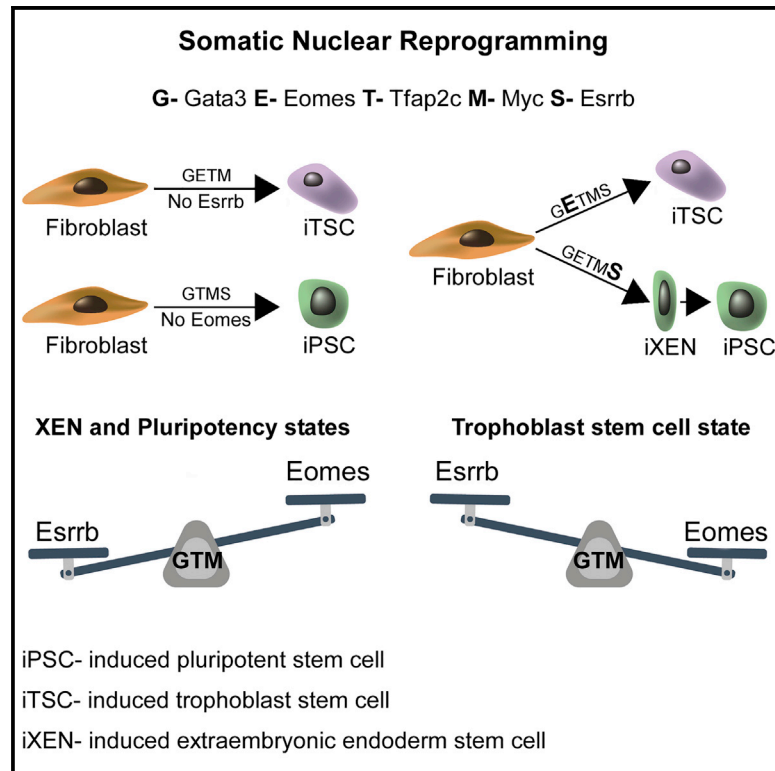 Somatic Nuclear Reprogramming
G- Gata3 E- Eomes T- Tfap2c M- Myc S- Esrrb
GETM
No Esrrb
Fibroblast
iTSC
GTMS
No Eomes
Fibroblast
iPSC
GETMS
iTSC
Fibroblast
GETMS
iXEN
iPSC
XEN and Pluripotency states
Eomes
Esrrb
GTM
Trophoblast stem cell state
Esrrb
Eomes
GTM
iPSC- induced pluripotent stem cell
iTSC- induced trophoblast stem cell
iXEN- induced extraembryonic endoderm stem cell